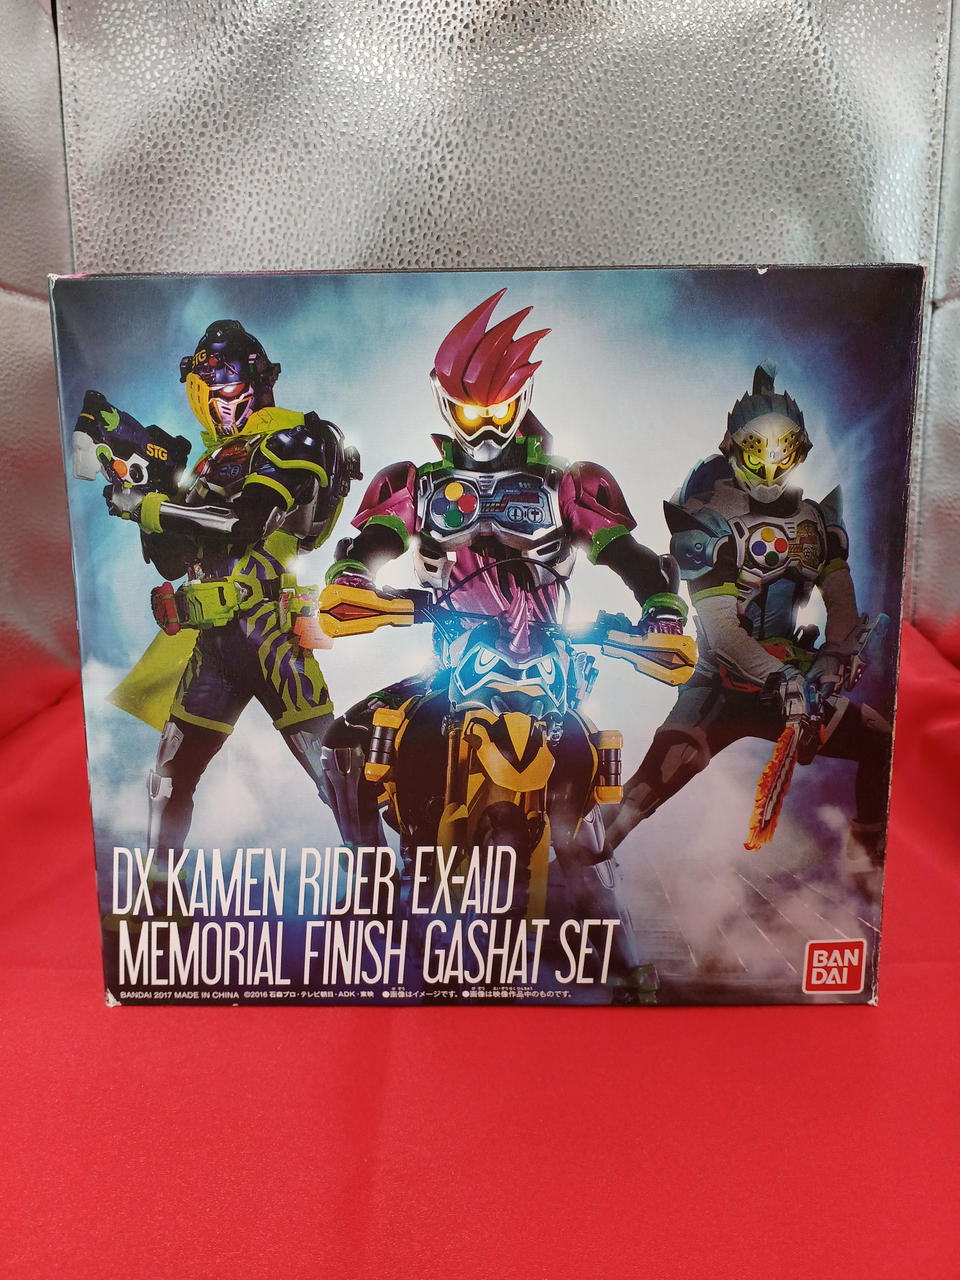 STG
STG
DX KAMEN RIDER EX-AID
MEMORIAL FINISH GASHAT SET
BANDAI 2017 MADE IN CHINA ©2016 石森プロ・テレビ朝日・ADK・東映 ●画像はイメージです。 ●画像は映像作品中のものです。
BAN
DAI